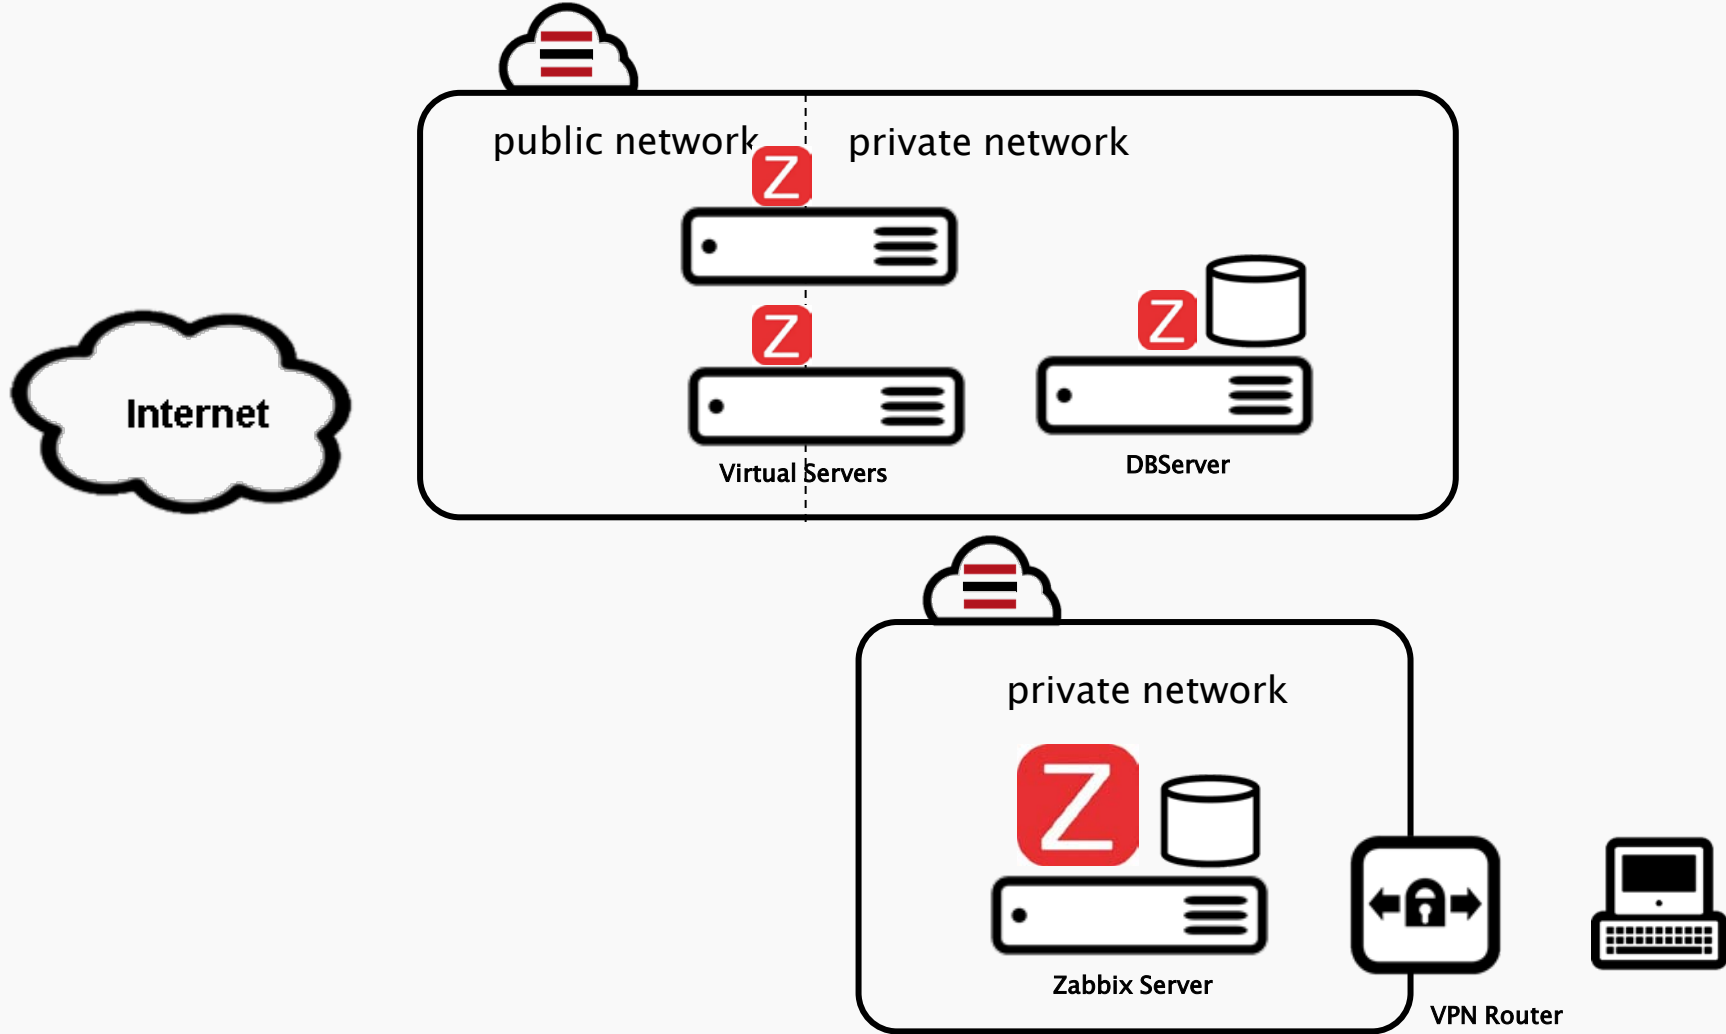 public network
private network
Z
Z
Z
Internet
Virtual Servers
DBServer
private network
Z
Zabbix Server
VPN Router